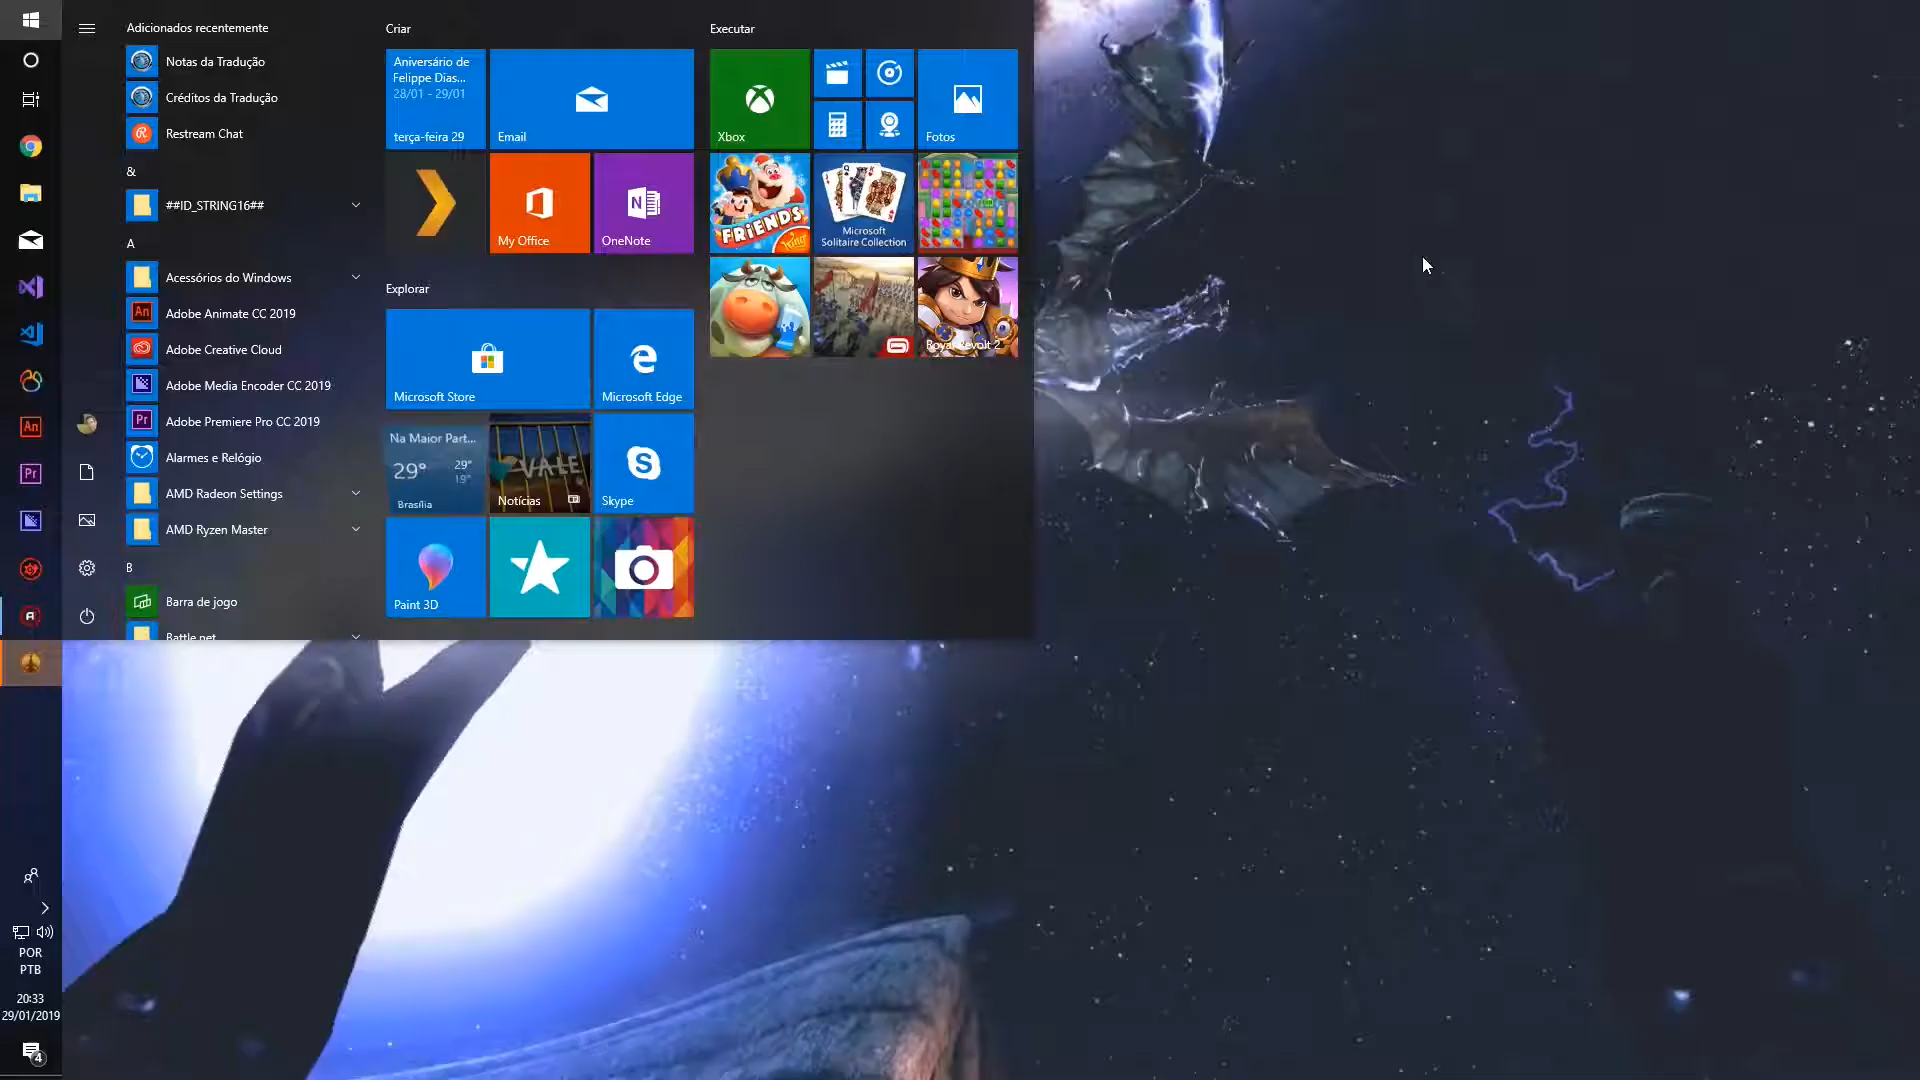 Adicionados recentemente
Notas da Tradução
Créditos da Tradução
Restream Chat
&
##ID_STRING16##
A
Acessórios do Windows
Adobe Animate CC 2019
Adobe Creative Cloud
Adobe Media Encoder CC 2019
Adobe Premiere Pro CC 2019
Alarmes e Relógio
AMD Radeon Settings
AMD Ryzen Master
B
Barra de jogo
Battle.net
Criar
Aniversário de
Felippe Dias...
28/01 - 29/01
terça-feira 29
Email
My Office
OneNote
Explorar
Microsoft Store
Microsoft Edge
Na Maior Part...
29°
29°
19°
Brasília
VALE
Notícias
Skype
Paint 3D
Executar
Xbox
Fotos
FRIENDS
King
Microsoft
Solitaire Collection
Royal Revolt 2
An
Pr
An
Pr
POR
PTB
20:33
29/01/2019
4